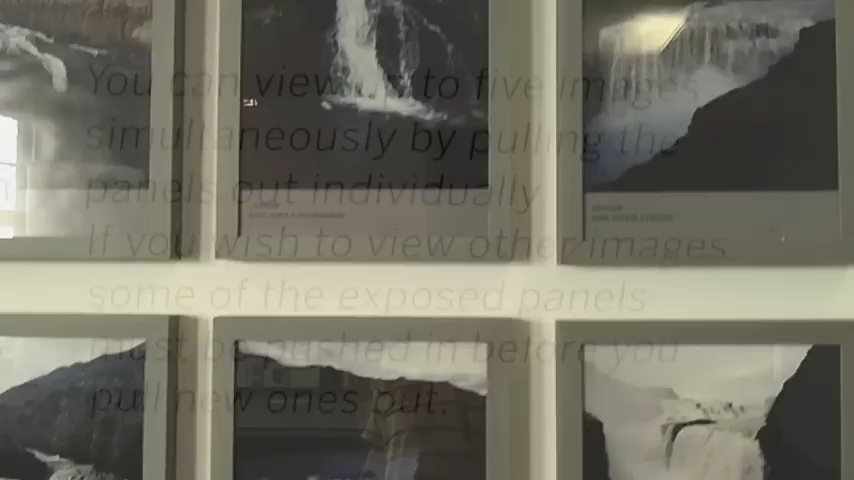 You can view up to five images
simultaneously by pulling the
panels out individually
If you wish to view other images
some of the exposed panels
must be pushed in before you
pull new ones out.